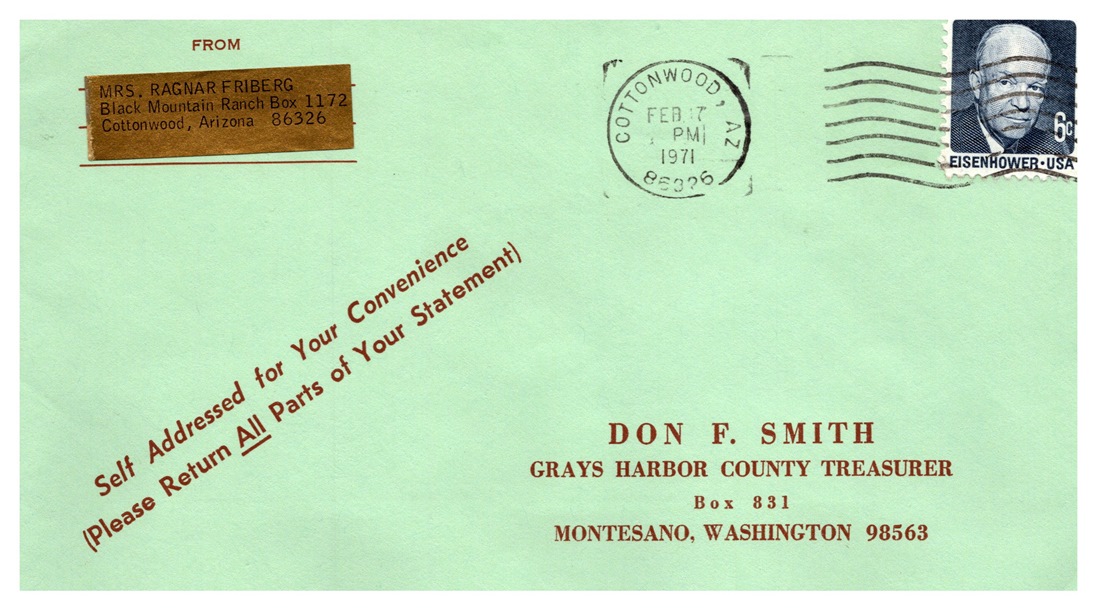 FROM
MRS. RAGNAR FRIBERG
Black Mountain Ranch Box 1172
Cottonwood, Arizona 86326
COTTONWOOD, AZ
FEB 17
PM
1971
86326
6c
EISENHOWER·USA
Self Addressed for Your Convenience
(Please Return All Parts of Your Statement)
DON F. SMITH
GRAYS HARBOR COUNTY TREASURER
Box 831
MONTESANO, WASHINGTON 98563